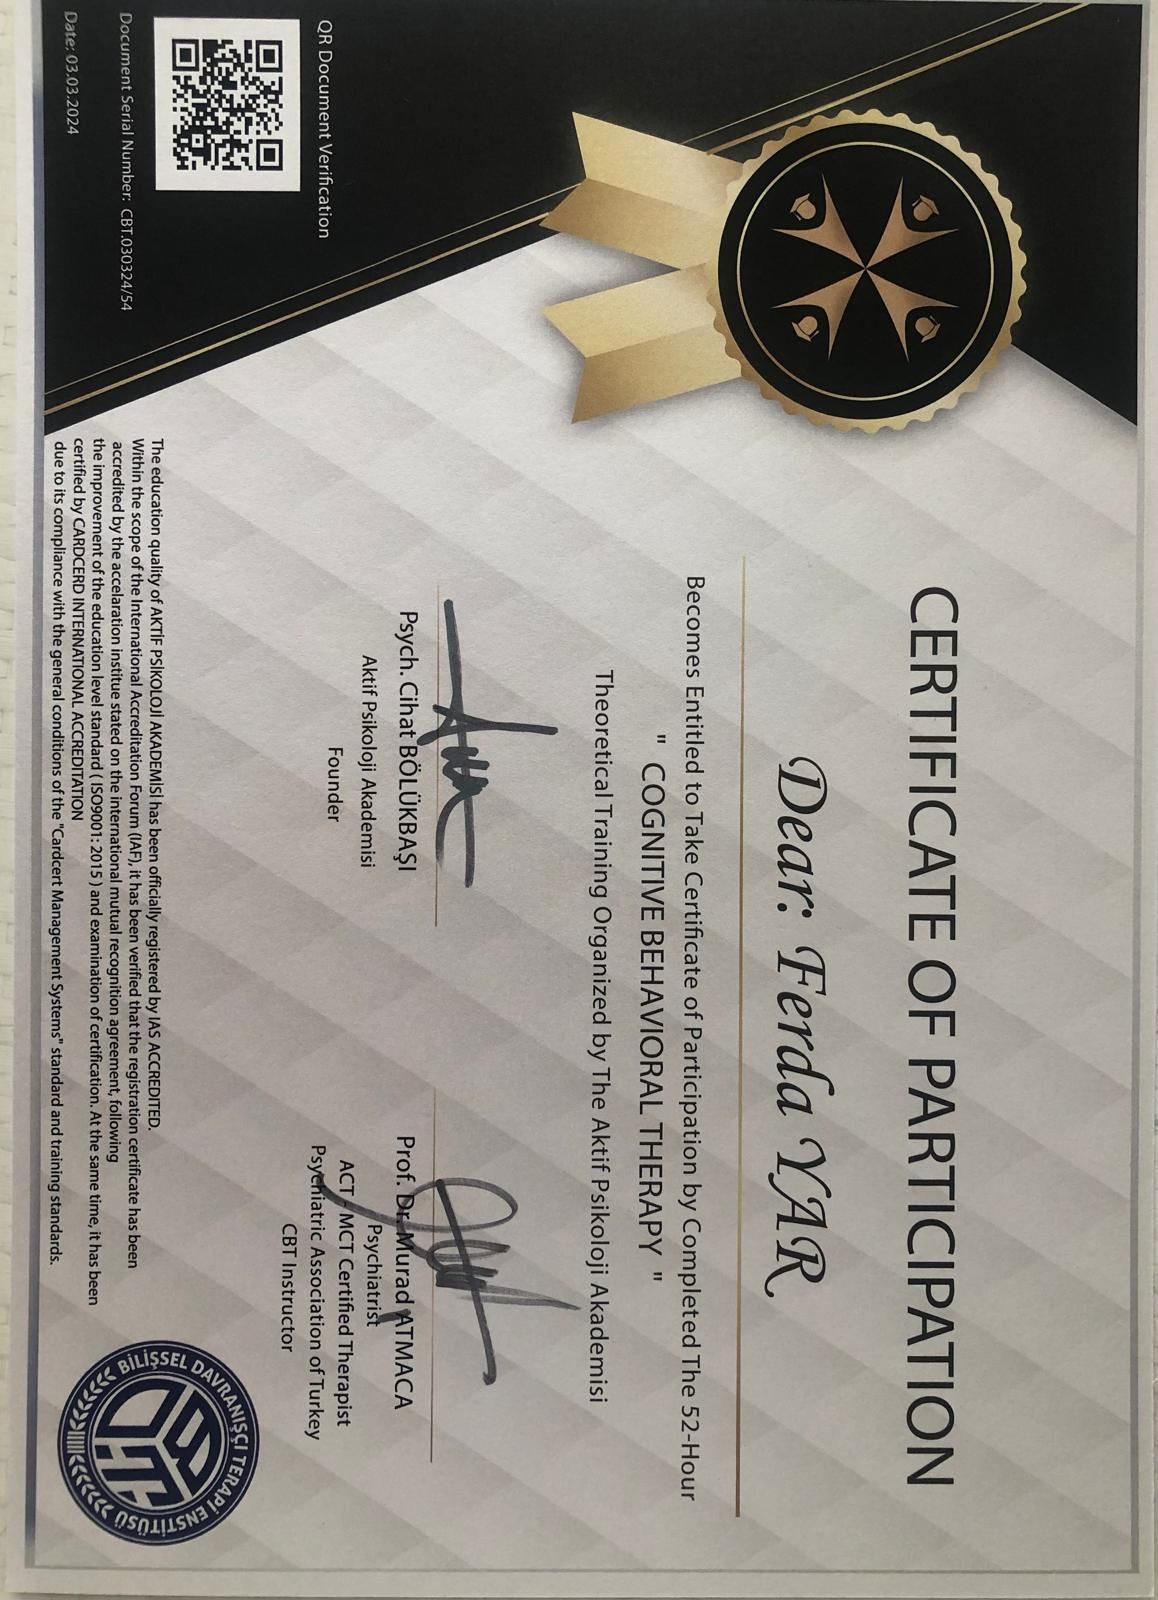 CERTIFICATE OF PARTICIPATION
Dear: Ferda YAR
Becomes Entitled to Take Certificate of Participation by Completed The 52-Hour
" COGNITIVE BEHAVIORAL THERAPY "
Theoretical Training Organized by The Aktif Psikoloji Akademisi
Psych. Cihat BÖLÜKBAŞI
Aktif Psikoloji Akademisi
Founder
Prof. Dr. Murad ATMACA
Psychiatrist
ACT - MCT Certified Therapist
Psychiatric Association of Turkey
CBT Instructor
QR Document Verification
Document Serial Number: CBT.030324/54
Date: 03.03.2024
The education quality of AKTİF PSİKOLOJİ AKADEMİSİ has been officially registered by IAS ACCREDITED.
Within the scope of the International Accreditation Forum (IAF), it has been verified that the registration certificate has been
accredited by the accelaration institue stated on the international mutual recognition agreement, following
the improvement of the education level standard ( ISO9001: 2015 ) and examination of certification. At the same time, it has been
certified by CARDCERD INTERNATIONAL ACCREDITATION
due to its compliance with the general conditions of the "Cardcert Management Systems" standard and training standards.
BİLİŞSEL DAVRANIŞÇI TERAPİ ENSTİTÜSÜ